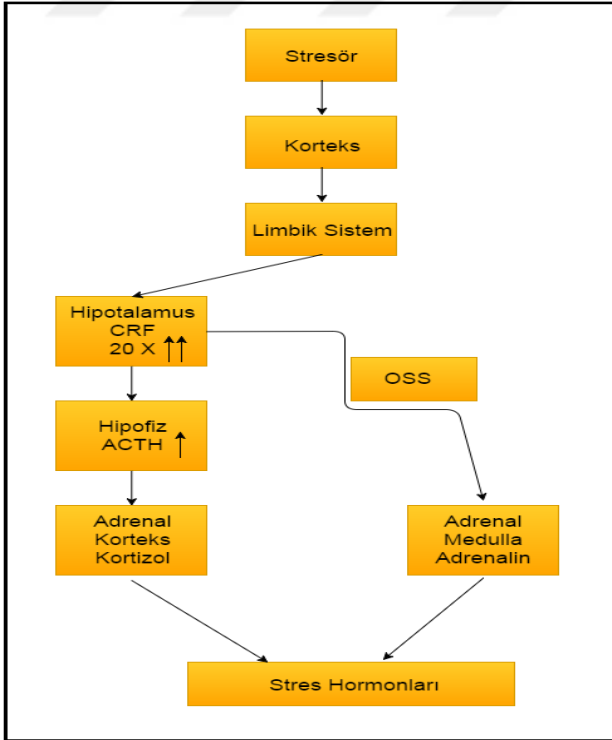 Stresör
Korteks
Limbik Sistem
Hipotalamus
CRF
20 X ↑↑
OSS
Hipofiz
ACTH ↑
Adrenal
Korteks
Kortizol
Adrenal
Medulla
Adrenalin
Stres Hormonları